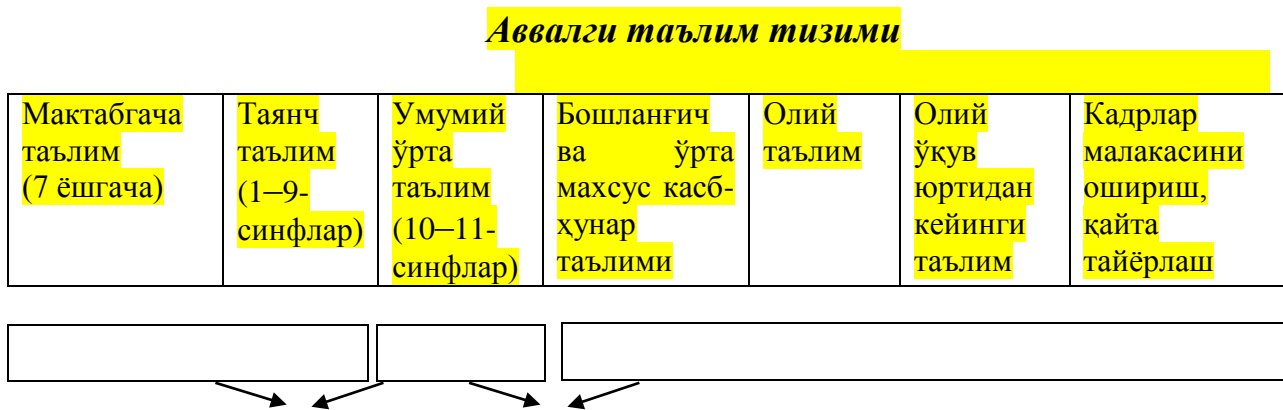 Аввалги таълим тизими
Мактабгача
таълим
(7 ёшгача)
Таянч
таълим
(1–9-
синфлар)
Умумий
ўрта
таълим
(10–11-
синфлар)
Бошланғич
ва ўрта
махсус касб-
ҳунар
таълими
Олий
таълим
Олий
ўқув
юртидан
кейинги
таълим
Кадрлар
малакасини
ошириш,
қайта
тайёрлаш